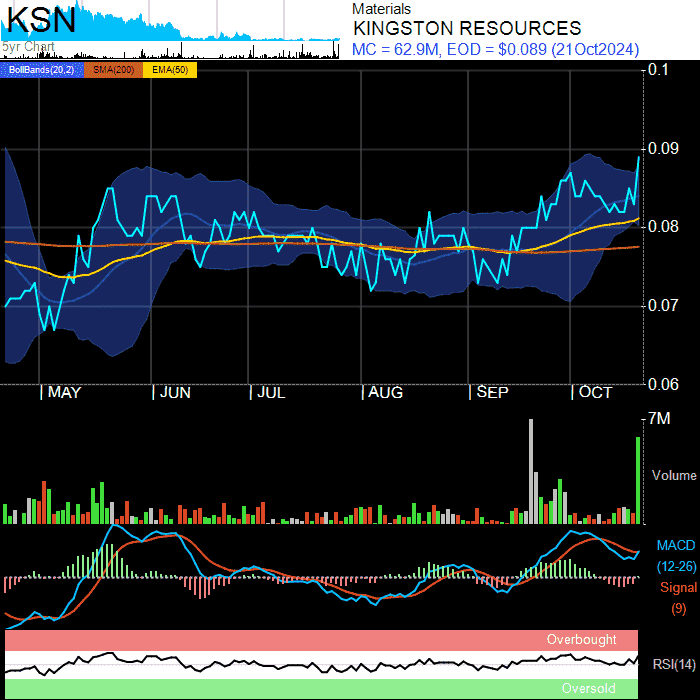 KSN
5yr Chart
Materials
KINGSTON RESOURCES
MC = 62.9M, EOD = $0.089 (21Oct2024)
BollBands(20,2) SMA(200) EMA(50)
0.1
0.09
0.08
0.07
0.06
MAY JUN JUL AUG SEP OCT
7M
Volume
MACD
(12-26)
Signal
(9)
Overbought
RSI(14)
Oversold